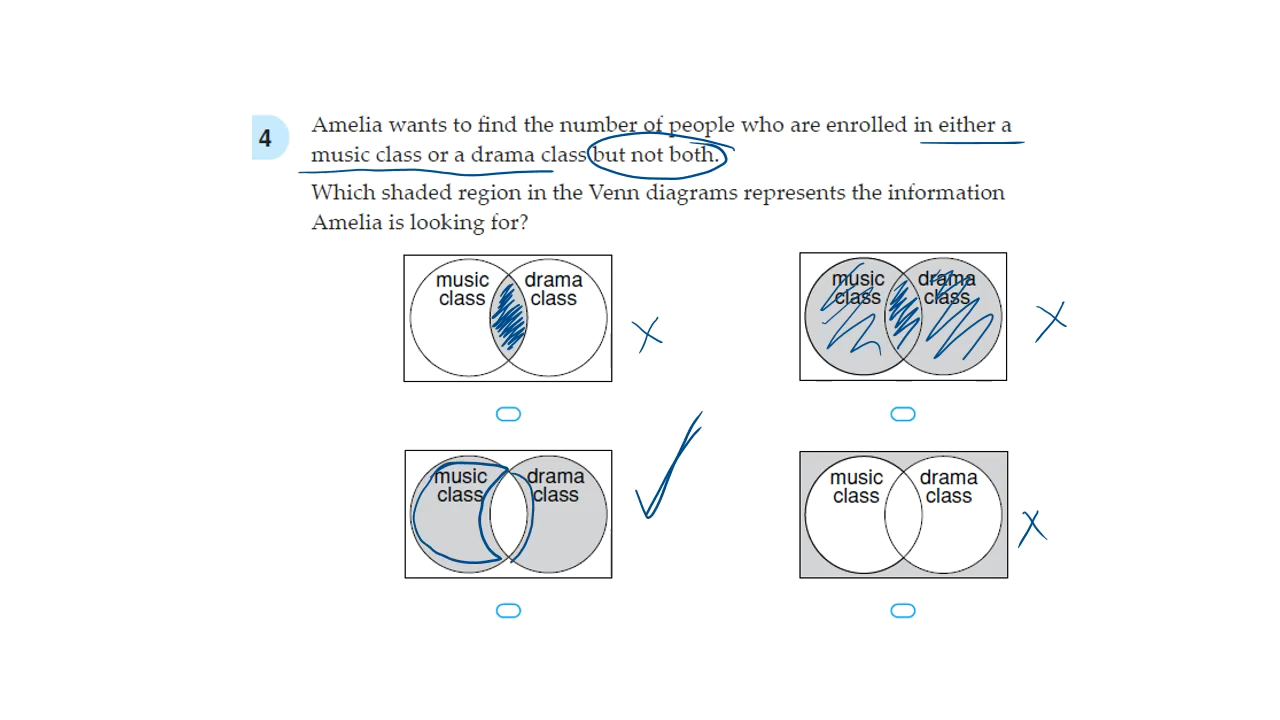 4
Amelia wants to find the number of people who are enrolled in either a
music class or a drama class but not both.
Which shaded region in the Venn diagrams represents the information
Amelia is looking for?
music drama
class class
music drama
class class
music drama
class class
music drama
class class